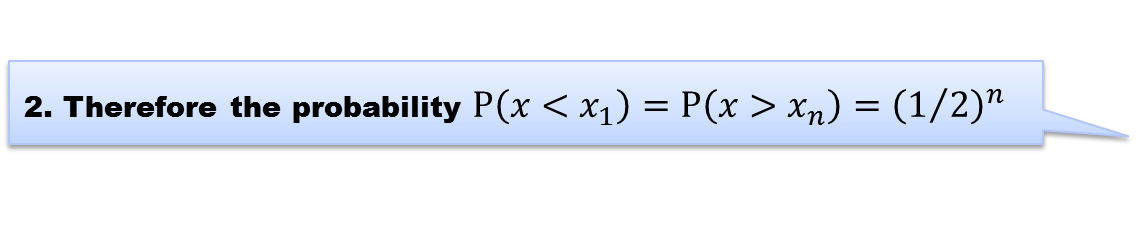 2. Therefore the probability P(x < x₁) = P(x > xₙ) = (1/2)ⁿ